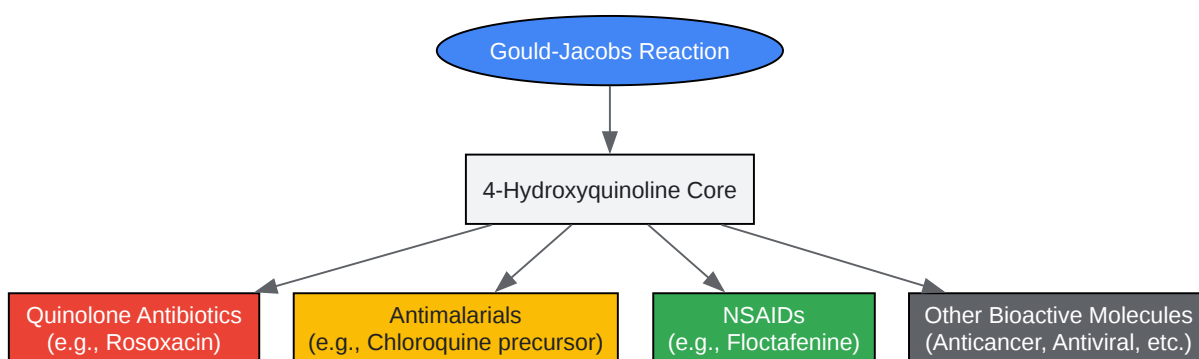 Gould-Jacobs Reaction
4-Hydroxyquinoline Core
Quinolone Antibiotics
(e.g., Rosoxacin)
Antimalarials
(e.g., Chloroquine precursor)
NSAIDs
(e.g., Floctafenine)
Other Bioactive Molecules
(Anticancer, Antiviral, etc.)